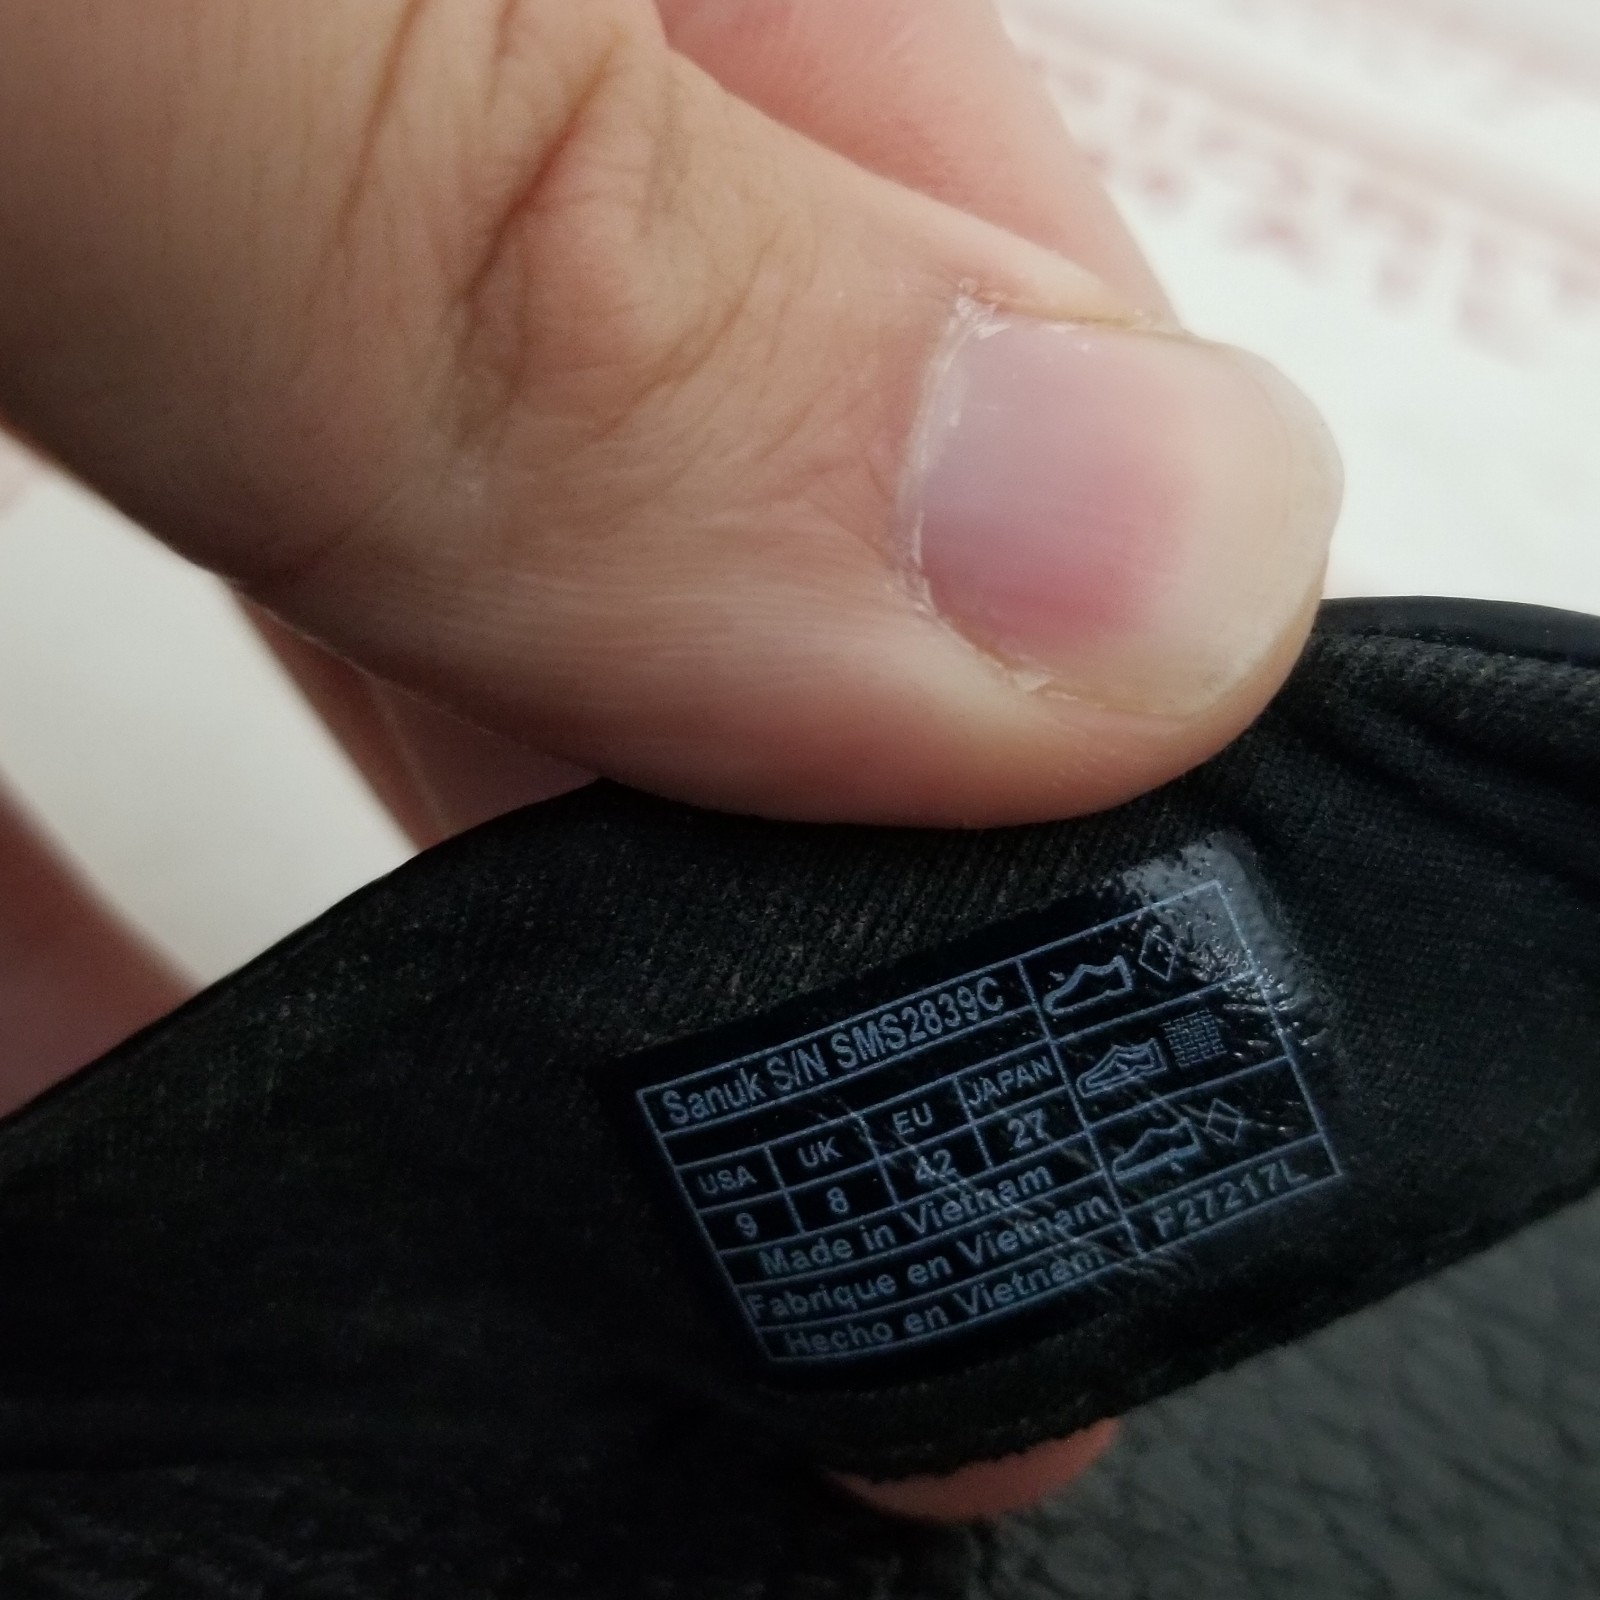 Sanuk S/N SMS2839C
USA UK EU JAPAN
9 8 42 27
Made in Vietnam
Fabrique en Vietnam
Hecho en Vietnam
F27217L